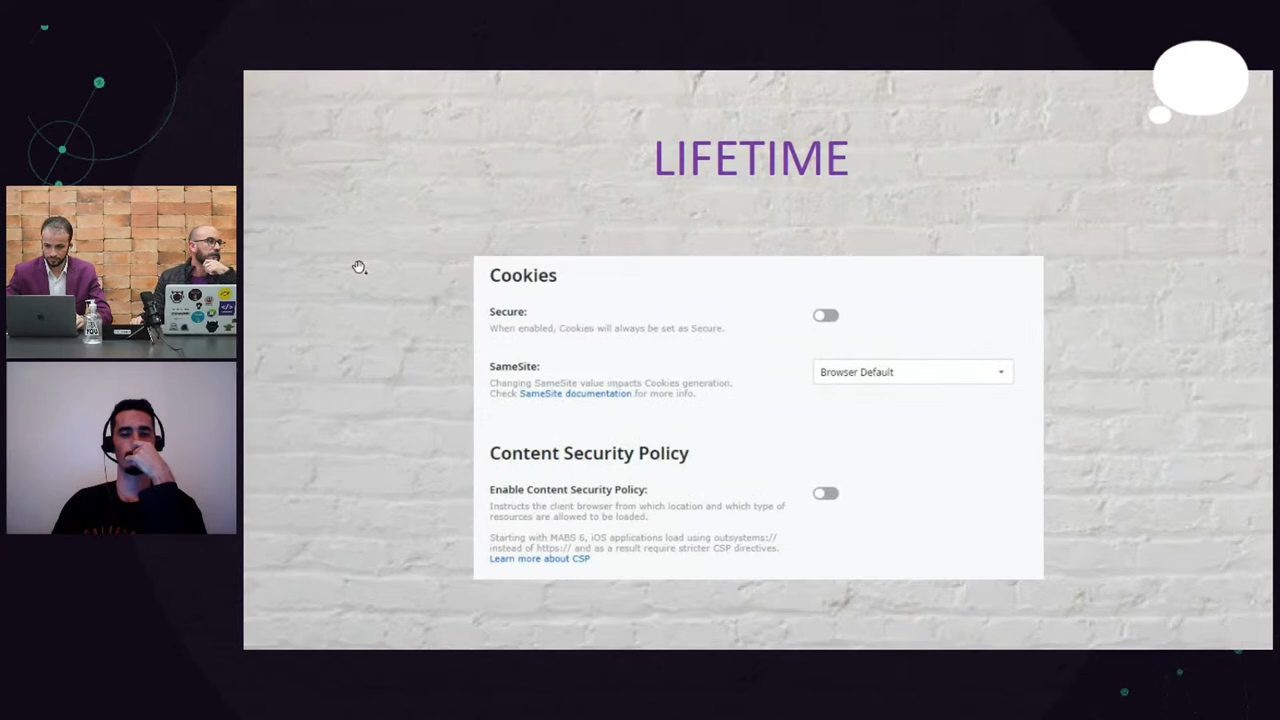 LIFETIME
Cookies
Secure:
When enabled, Cookies will always be set as Secure.
SameSite:
Browser Default
Changing SameSite value impacts Cookies generation.
Check SameSite documentation for more info.
Content Security Policy
Enable Content Security Policy:
Instructs the client browser from which location and which type of
resources are allowed to be loaded.
Starting with MABS 6, iOS applications load using outsystems://
instead of https:// and as a result require stricter CSP directives.
Learn more about CSP
YOU